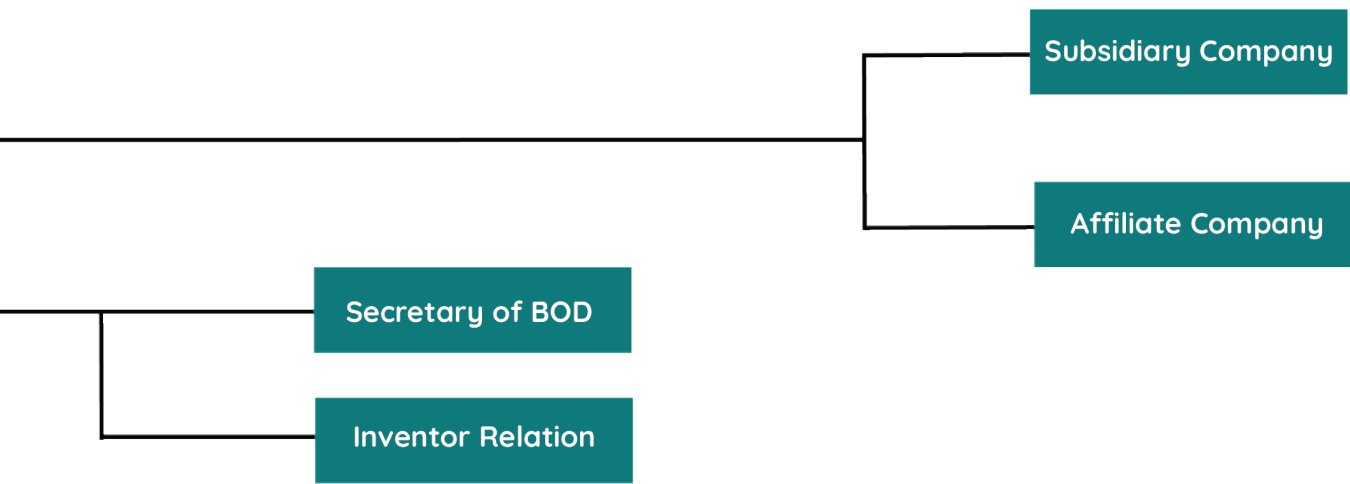 Subsidiary Company
Affiliate Company
Secretary of BOD
Inventor Relation